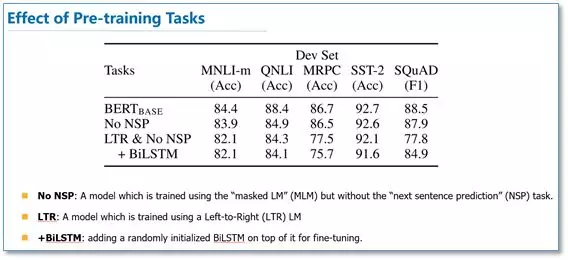 Effect of Pre-training Tasks
Dev Set
Tasks MNLI-m QNLI MRPC SST-2 SQuAD
(Acc) (Acc) (Acc) (Acc) (F1)
BERTBASE 84.4 88.4 86.7 92.7 88.5
No NSP 83.9 84.9 86.5 92.6 87.9
LTR & No NSP 82.1 84.3 77.5 92.1 77.8
+ BiLSTM 82.1 84.1 75.7 91.6 84.9
No NSP: A model which is trained using the “masked LM” (MLM) but without the “next sentence prediction” (NSP) task.
LTR: A model which is trained using a Left-to-Right (LTR) LM
+BiLSTM: adding a randomly initialized BiLSTM on top of it for fine-tuning.